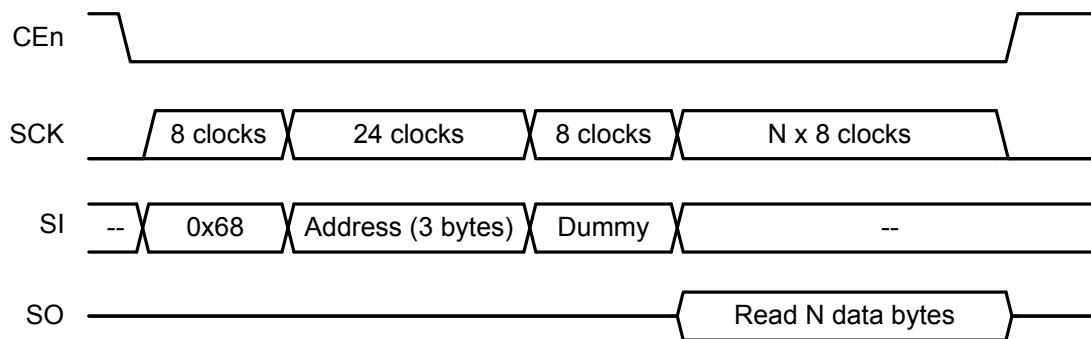 CEn
SCK 8 clocks 24 clocks 8 clocks N x 8 clocks
SI -- 0x68 Address (3 bytes) Dummy --
SO Read N data bytes